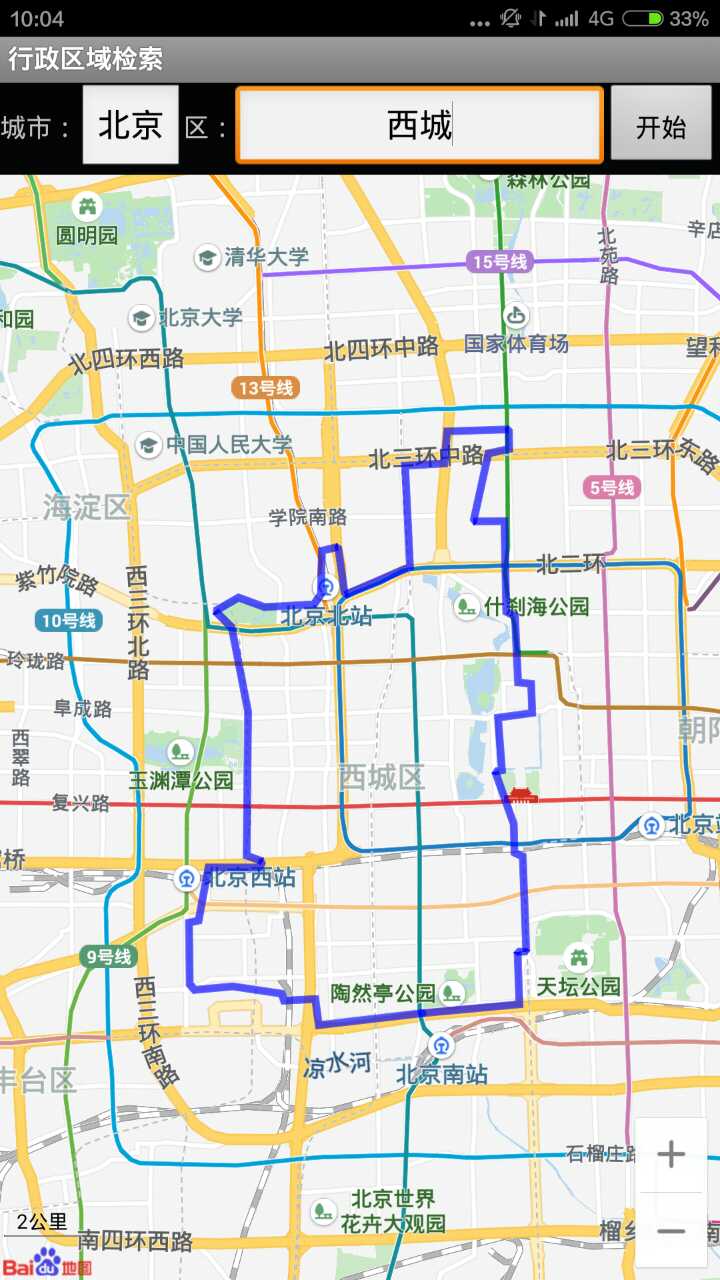 10:04 ... 4G 33%
行政区域检索
城市： 北京 区： 西城 开始
森林公园
圆明园
北苑路
辛店
清华大学
15号线
和园
北京大学
国家体育场
北四环西路
北四环中路
望和
13号线
中国人民大学
北三环中路
北三环东路
海淀区
5号线
学院南路
紫竹院路
西三环北路
北二环
10号线
北京北站
什刹海公园
玲珑路
阜成路
西翠路
朝阳
玉渊潭公园
西城区
复兴路
北京站
桥
北京西站
9号线
陶然亭公园
天坛公园
西三环南路
凉水河
北京南站
丰台区
石榴庄路
北京世界
花卉大观园
2公里
南四环西路
榴乡
南
Bai du 地图